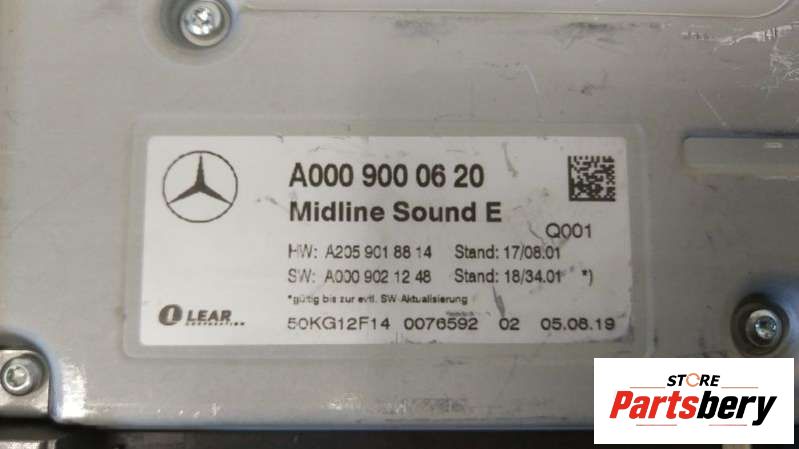 A000 900 06 20
Midline Sound E
Q001
HW: A205 901 88 14 Stand: 17/08.01
SW: A000 902 12 48 Stand: 18/34.01 *)
*gültig bis zur evtl. SW-Aktualisierung
LEAR
CORPORATION
50KG12F14 0076592 02 05.08.19
STORE
Partsbery